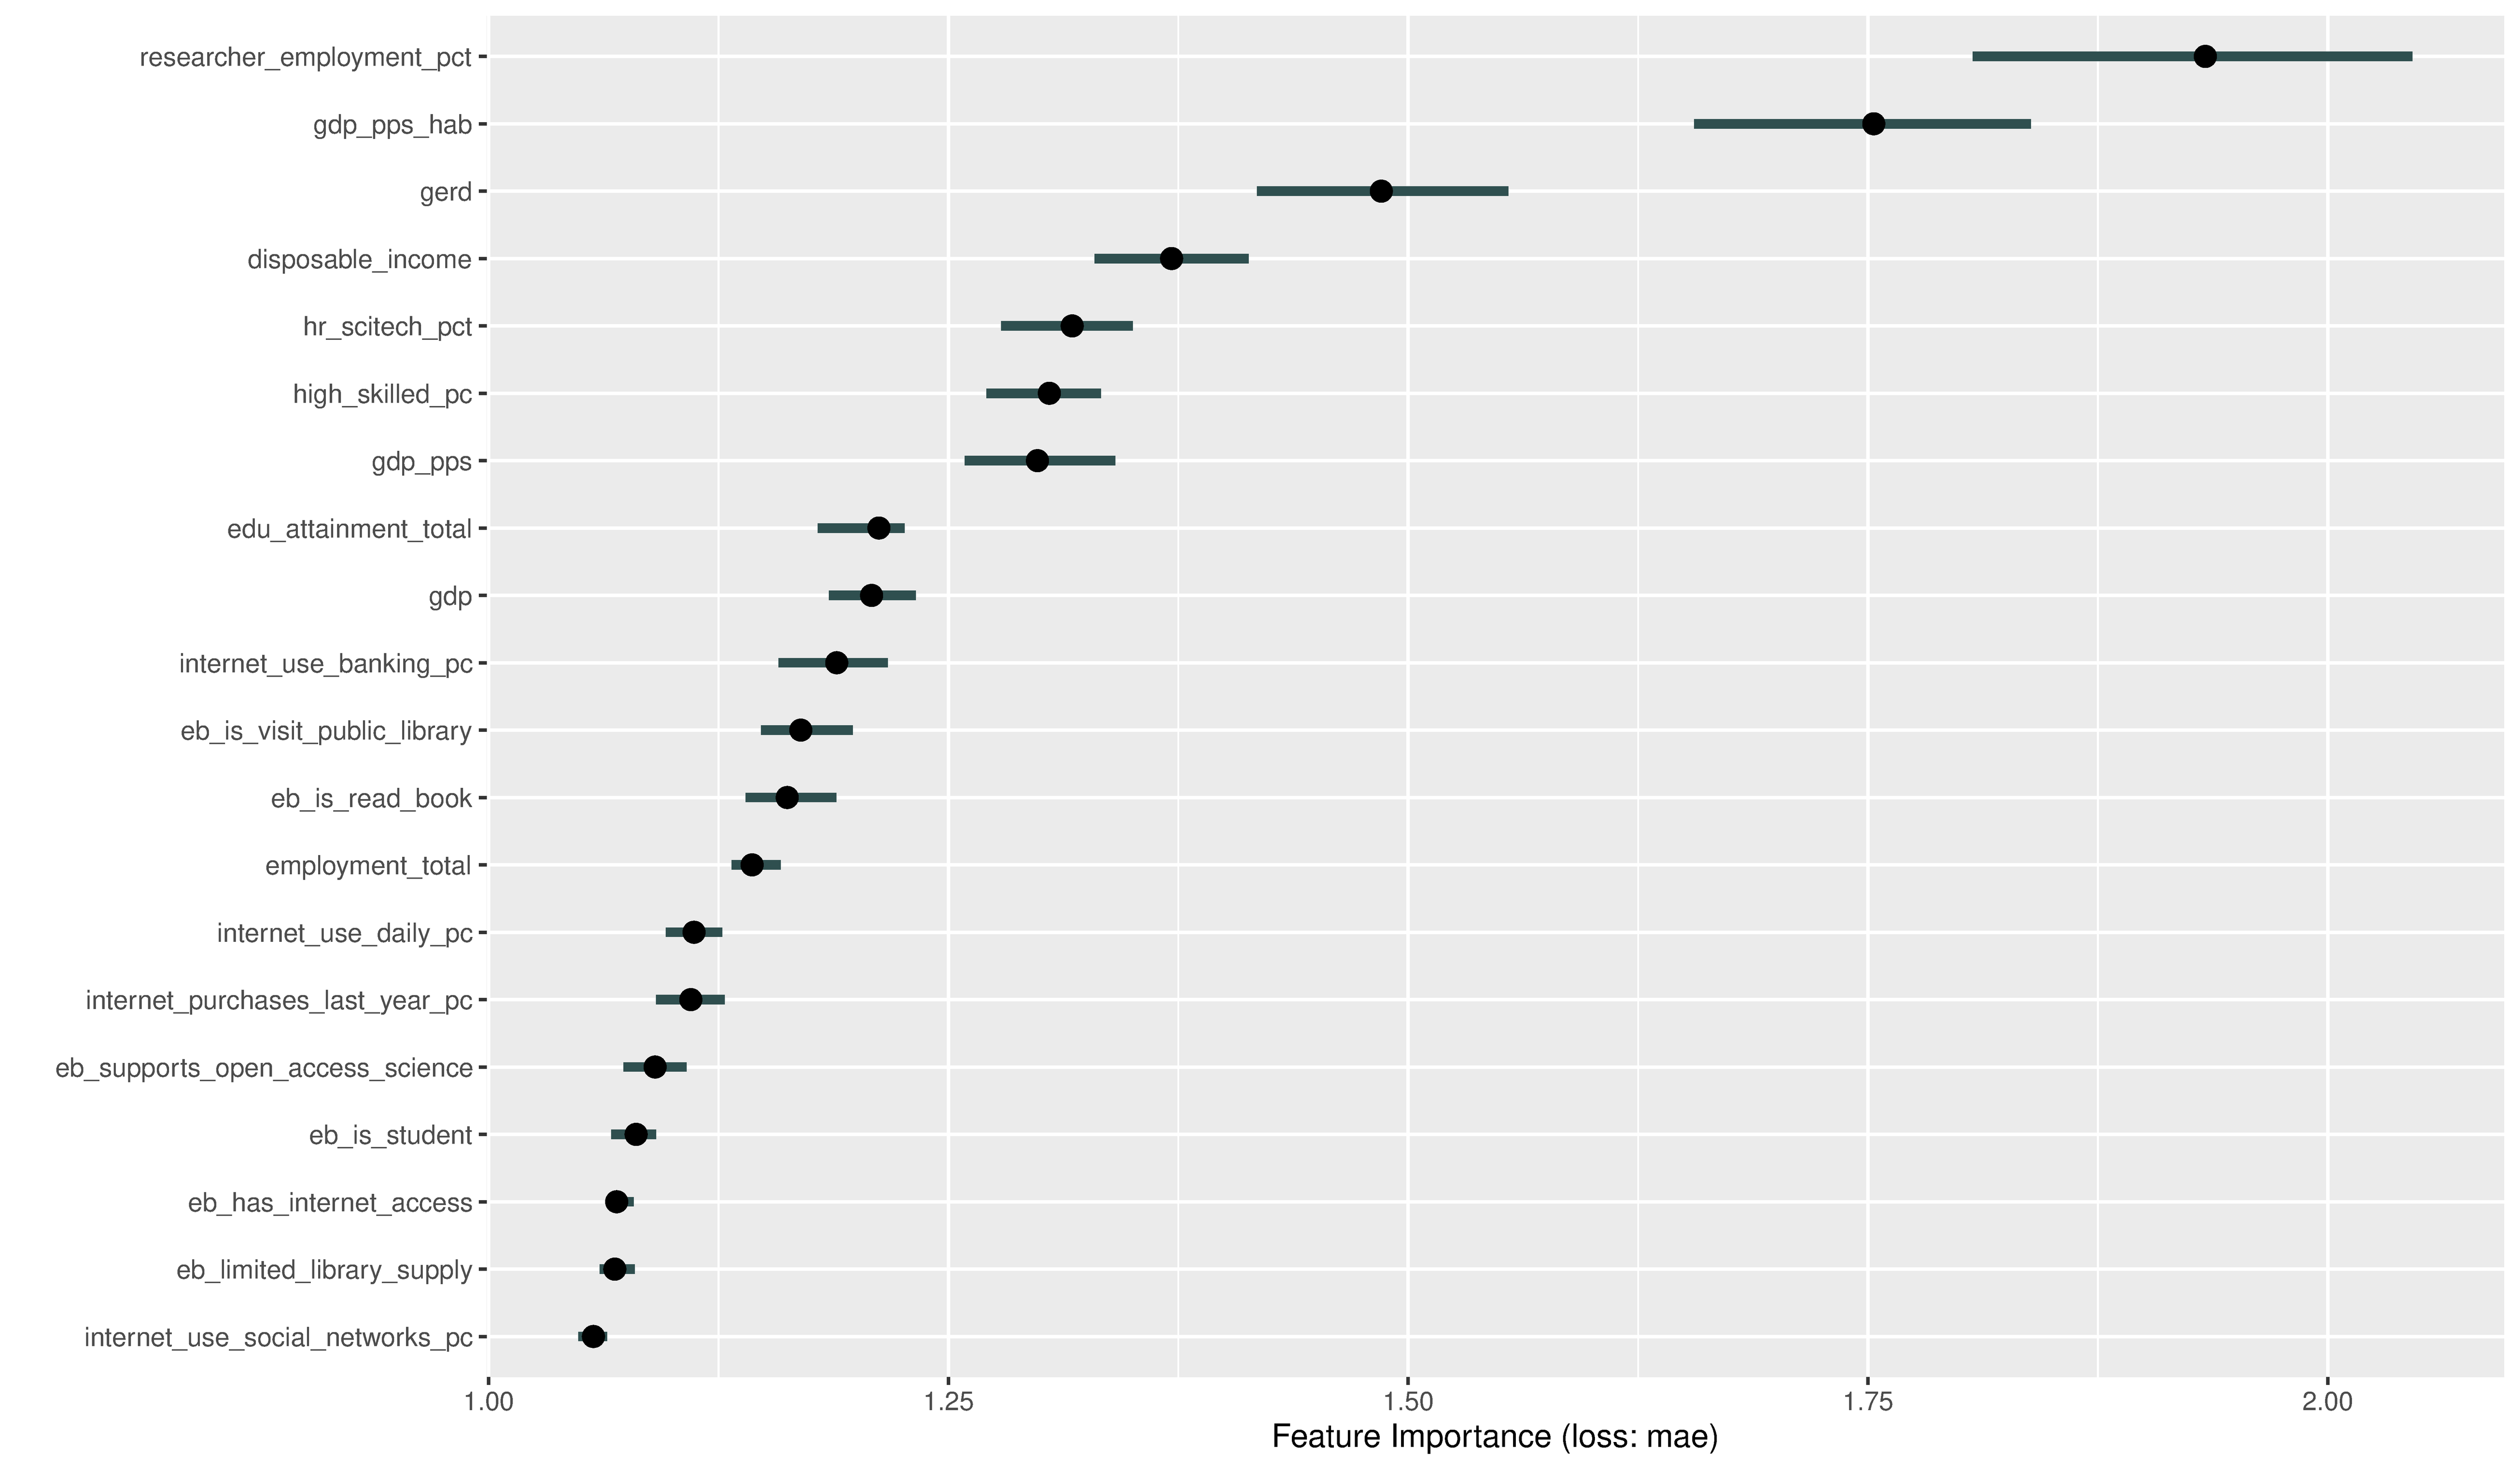 researcher_employment_pct
gdp_pps_hab
gerd
disposable_income
hr_scitech_pct
high_skilled_pc
gdp_pps
edu_attainment_total
gdp
internet_use_banking_pc
eb_is_visit_public_library
eb_is_read_book
employment_total
internet_use_daily_pc
internet_purchases_last_year_pc
eb_supports_open_access_science
eb_is_student
eb_has_internet_access
eb_limited_library_supply
internet_use_social_networks_pc
1.00 1.25 1.50 1.75 2.00
Feature Importance (loss: mae)